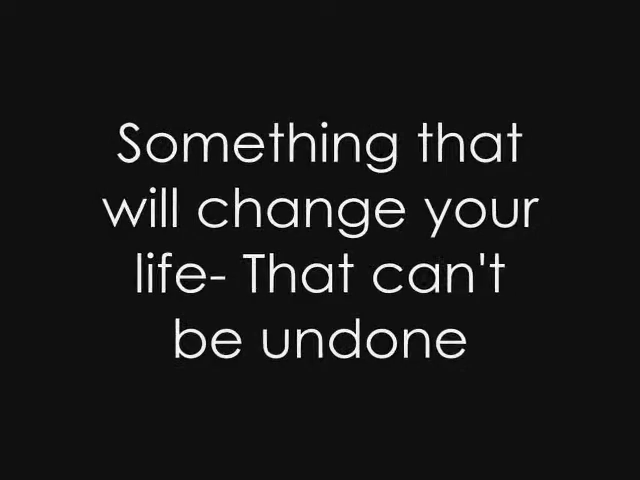 Something that
will change your
life- That can't
be undone